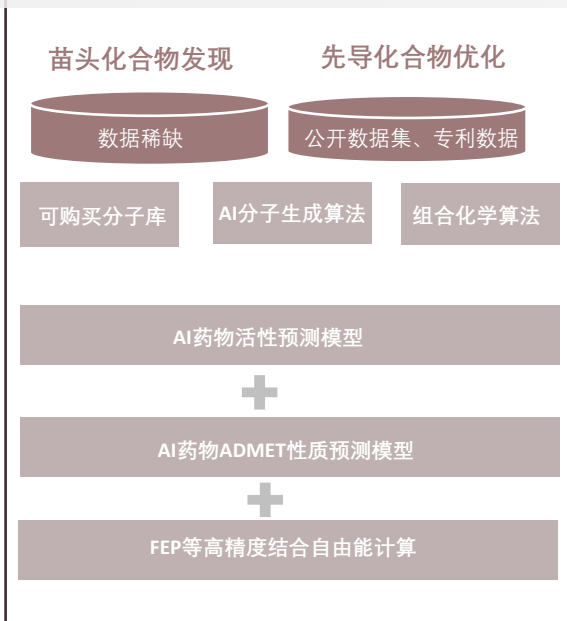 苗头化合物发现
先导化合物优化
数据稀缺
公开数据集、专利数据
可购买分子库
AI分子生成算法
组合化学算法
AI药物活性预测模型
AI药物ADMET性质预测模型
FEP等高精度结合自由能计算